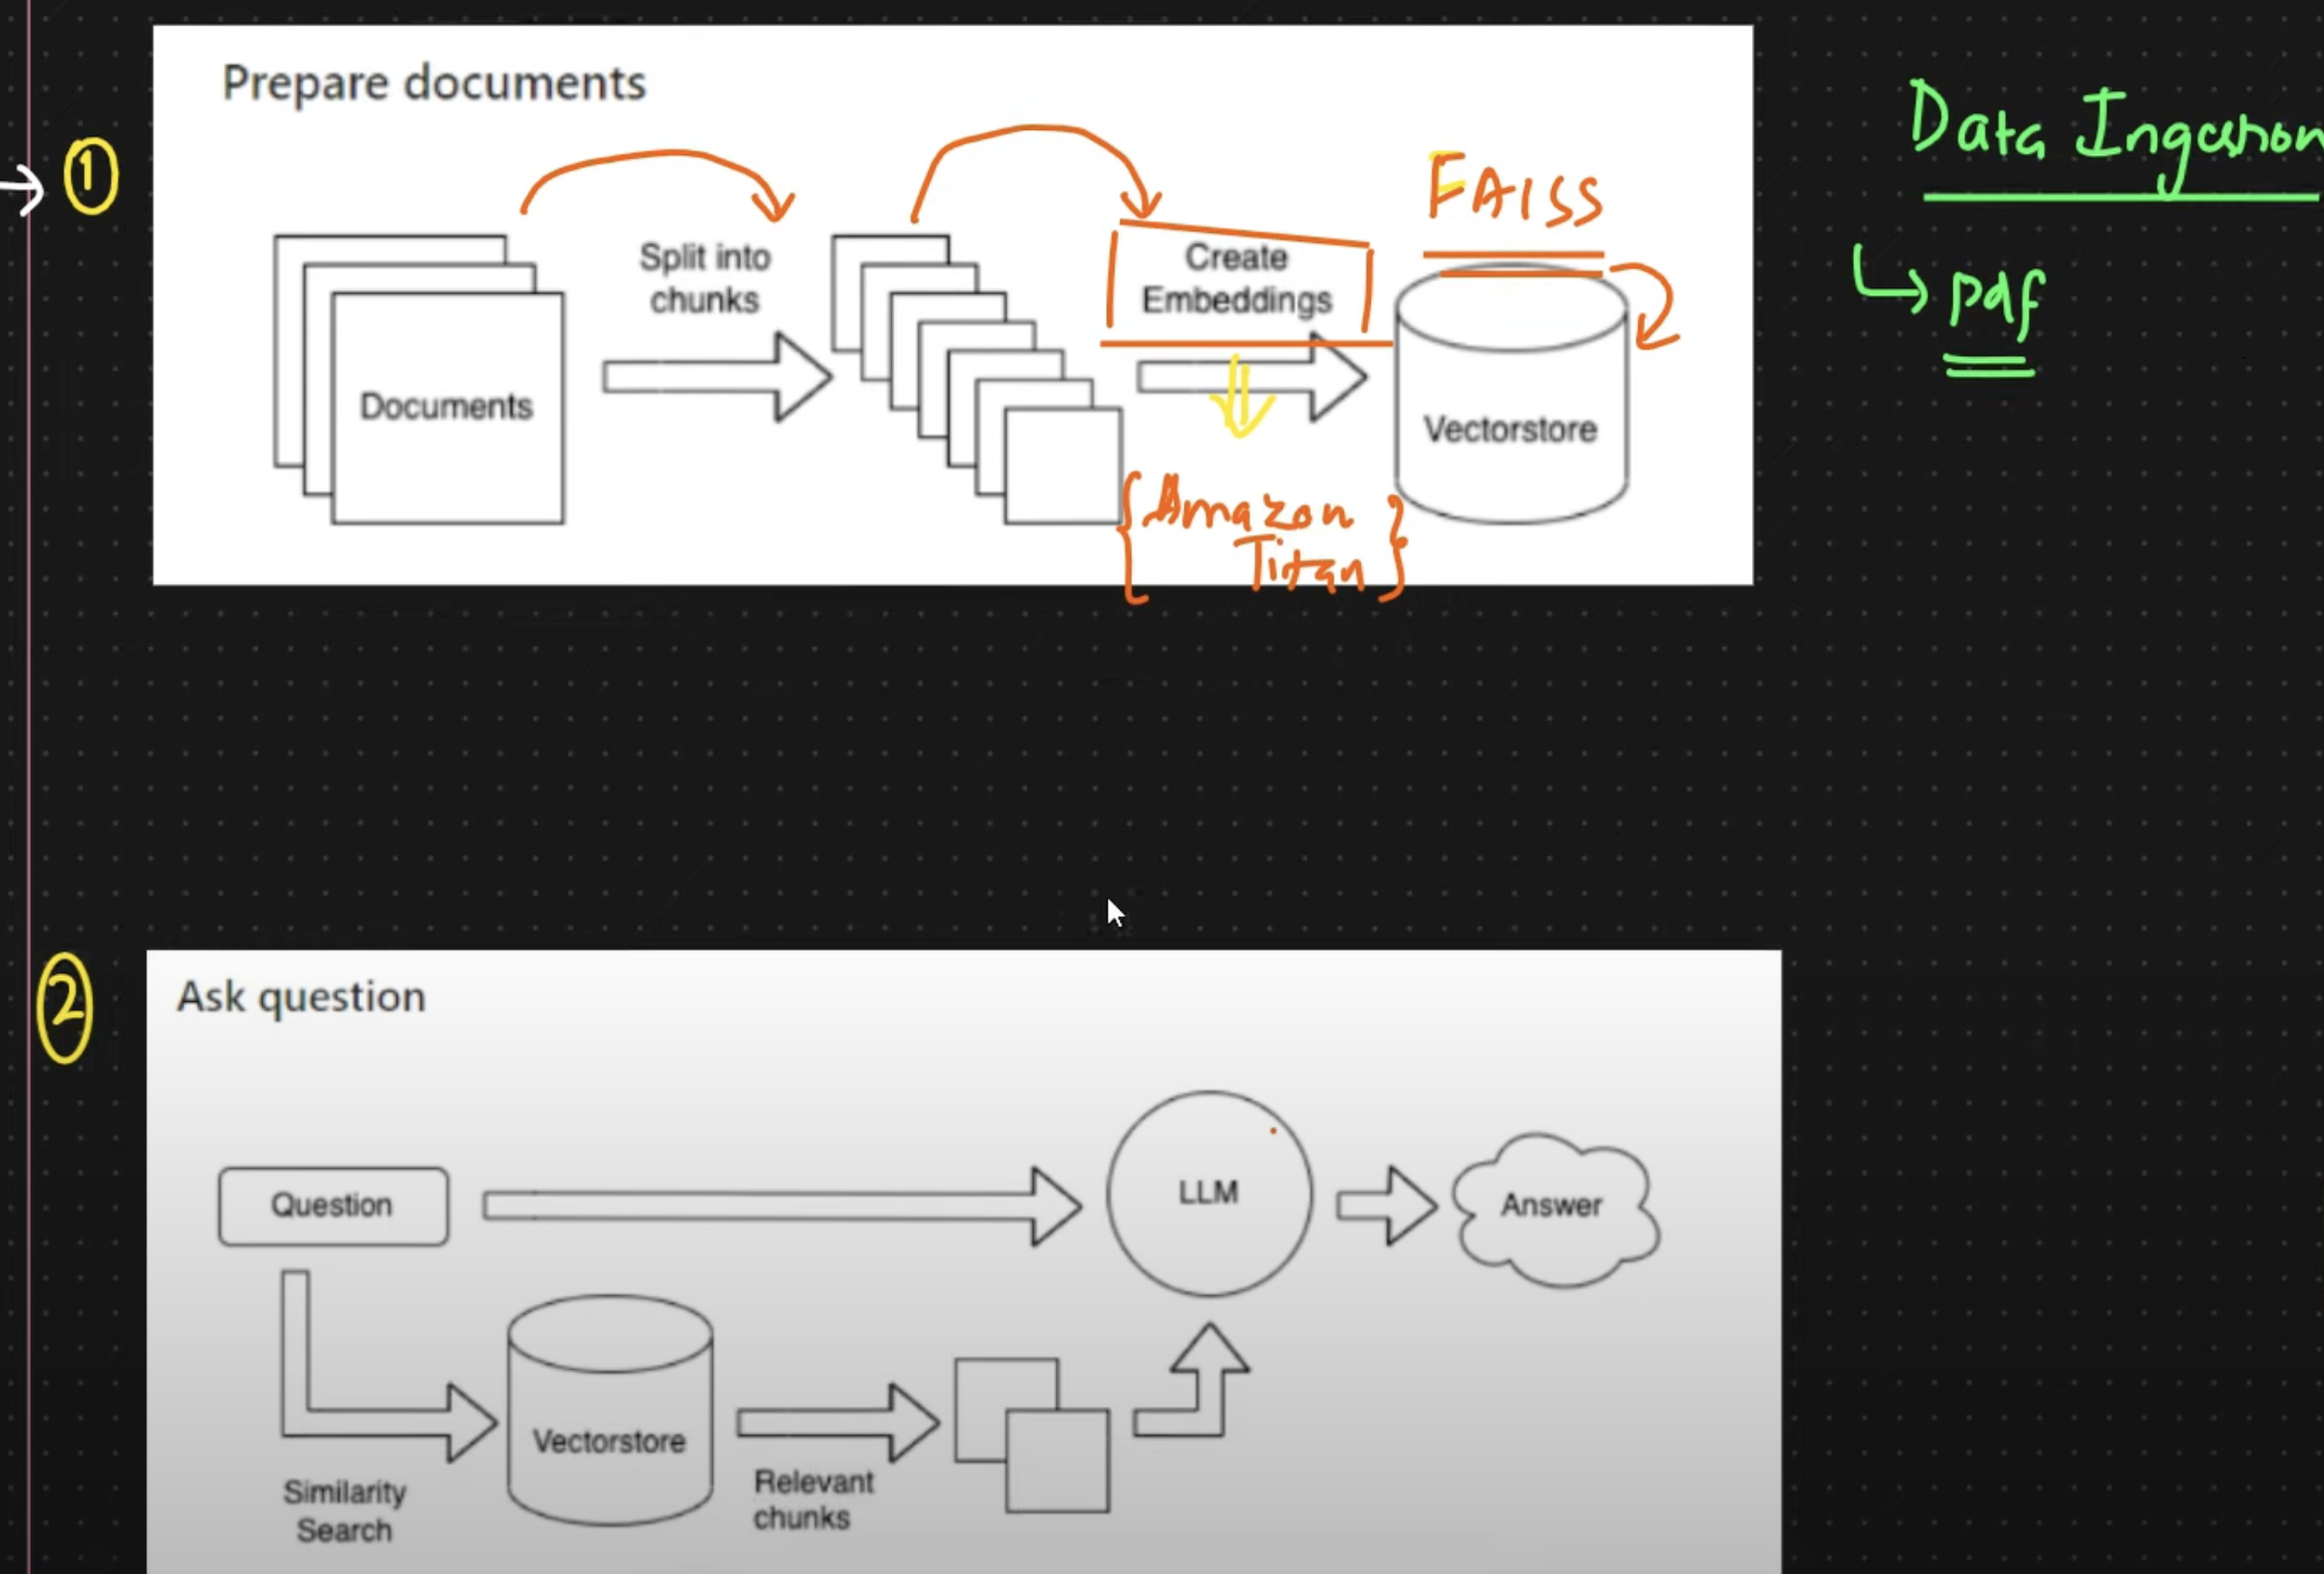 Prepare documents
1
Data Ingestion
FAISS
Split into
chunks
Create
Embeddings
pdf
Documents
Vectorstore
{Amazon
Titan}
2
Ask question
Question
LLM
Answer
Vectorstore
Similarity
Search
Relevant
chunks